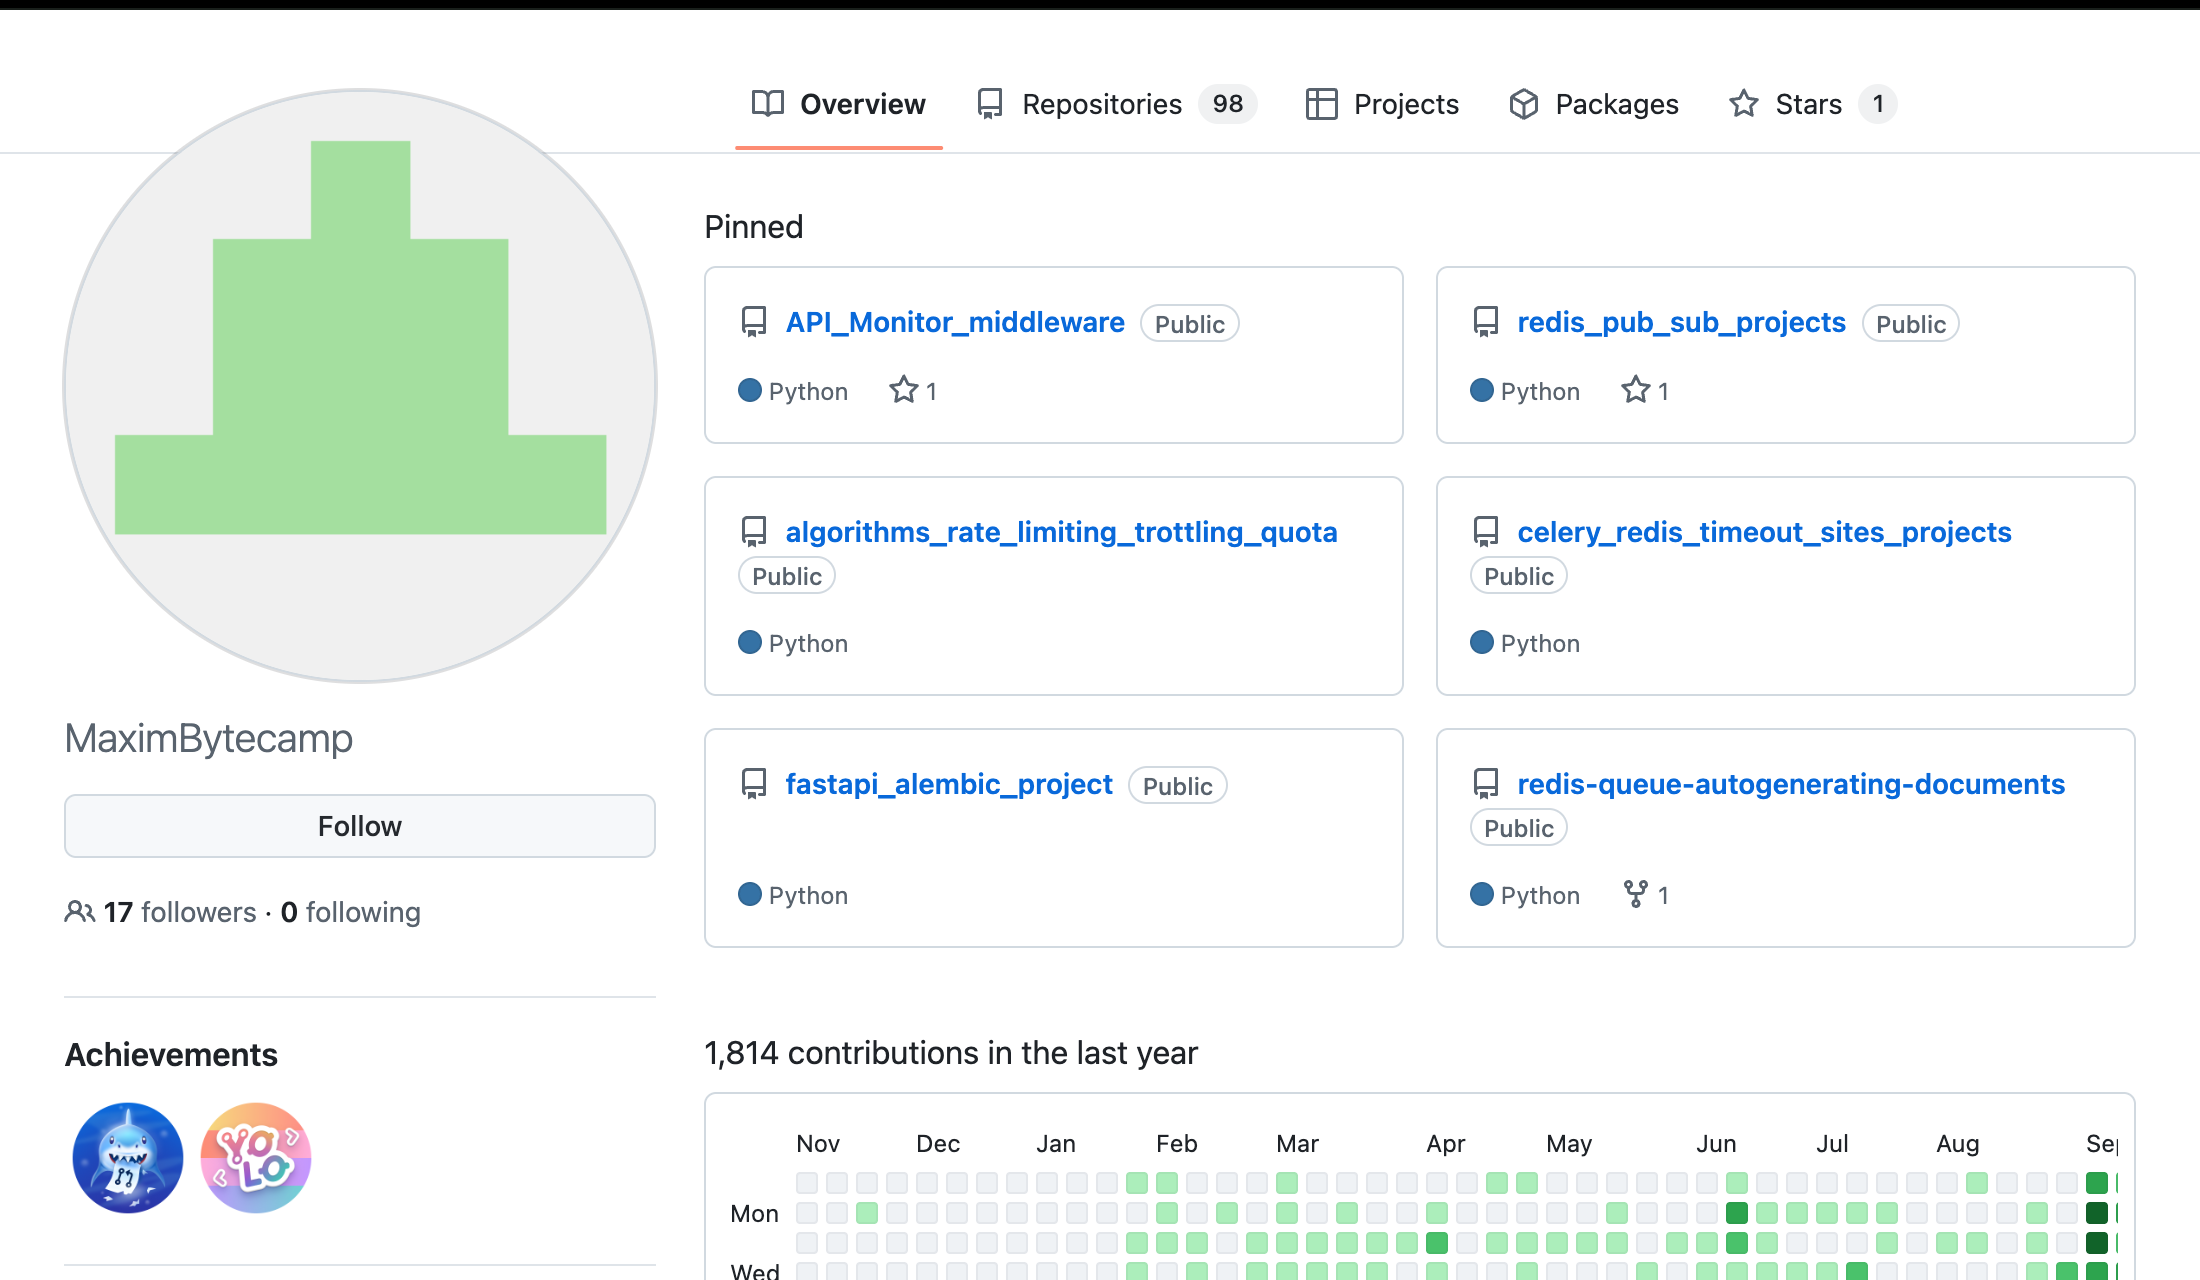 Overview Repositories 98 Projects Packages Stars 1
Pinned
API_Monitor_middleware Public
Python 1
redis_pub_sub_projects Public
Python 1
algorithms_rate_limiting_trottling_quota
Public
Python
celery_redis_timeout_sites_projects
Public
Python
fastapi_alembic_project Public
Python
redis-queue-autogenerating-documents
Public
Python 1
MaximBytecamp
Follow
17 followers · 0 following
Achievements
YOLO
1,814 contributions in the last year
Nov Dec Jan Feb Mar Apr May Jun Jul Aug Sep
Mon
Wed